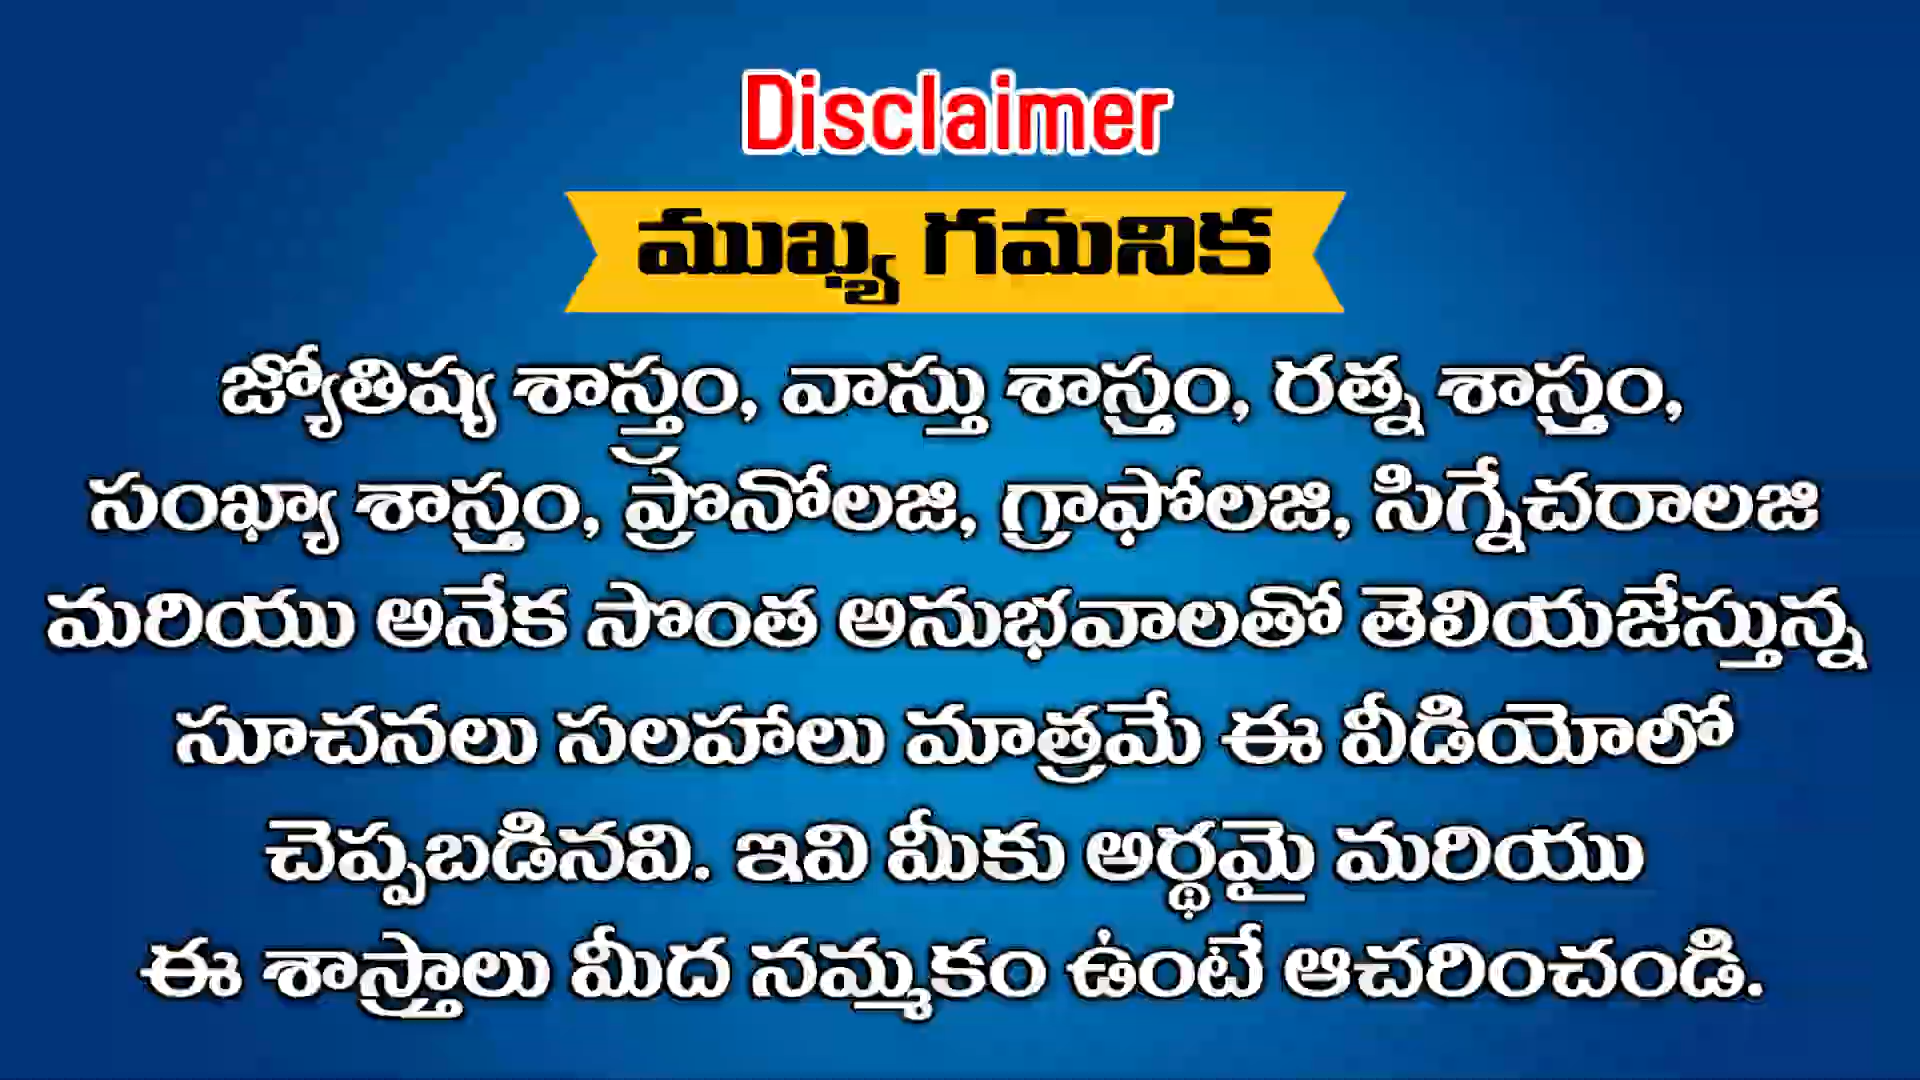 Disclaimer
ముఖ్య గమనిక
జ్యోతిష్య శాస్త్రం, వాస్తు శాస్త్రం, రత్న శాస్త్రం,
సంఖ్యా శాస్త్రం, ప్రొనోలజి, గ్రాఫోలజి, సిగ్నేచరాలజి
మరియు అనేక సొంత అనుభవాలతో తెలియజేస్తున్న
సూచనలు సలహాలు మాత్రమే ఈ వీడియోలో
చెప్పబడినవి. ఇవి మీకు అర్థమై మరియు
ఈ శాస్త్రాలు మీద నమ్మకం ఉంటే ఆచరించండి.